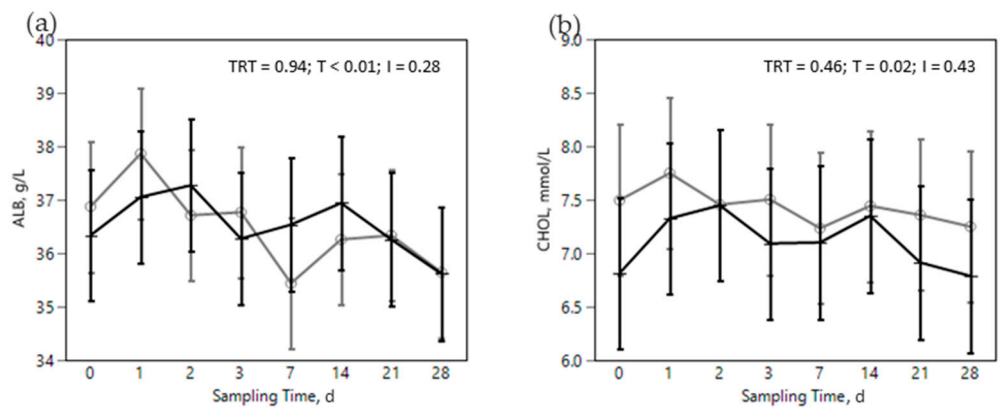 (a)
40
39
38
37
36
35
34
ALB, g/L
TRT = 0.94; T < 0.01; I = 0.28
0 1 2 3 7 14 21 28
Sampling Time, d
(b)
9.0
8.5
8.0
7.5
7.0
6.5
6.0
CHOL, mmol/L
TRT = 0.46; T = 0.02; I = 0.43
0 1 2 3 7 14 21 28
Sampling Time, d